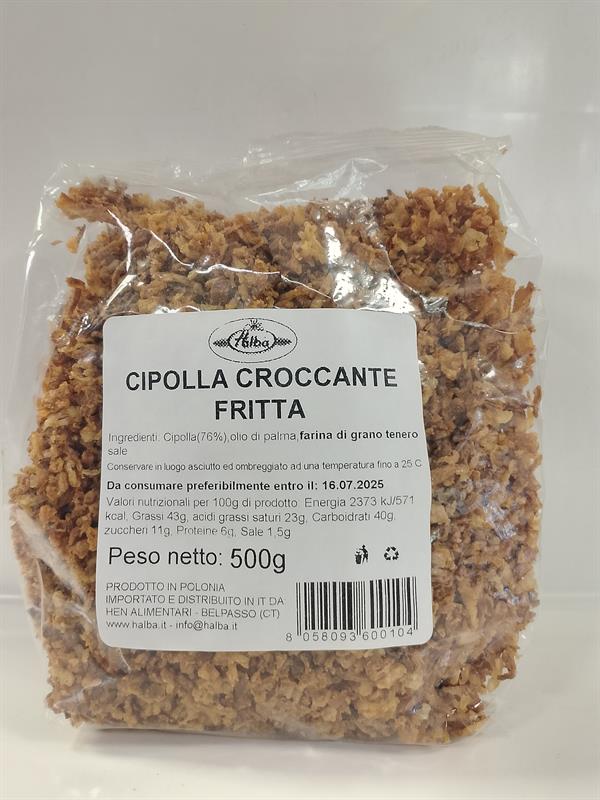 Halba
CIPOLLA CROCCANTE
FRITTA
Ingredienti: Cipolla(76%),olio di palma,farina di grano tenero
sale
Conservare in luogo asciutto ed ombreggiato ad una temperatura fino a 25 C
Da consumare preferibilmente entro il: 16.07.2025
Valori nutrizionali per 100g di prodotto: Energia 2373 kJ/571
kcal, Grassi 43g, acidi grassi saturi 23g, Carboidrati 40g,
zuccheri 11g, Proteine 6g, Sale 1,5g
Peso netto: 500g
PRODOTTO IN POLONIA
IMPORTATO E DISTRIBUITO IN IT DA:
HEN ALIMENTARI - BELPASSO (CT)
www.halba.it - info@halba.it
8 058093 600104